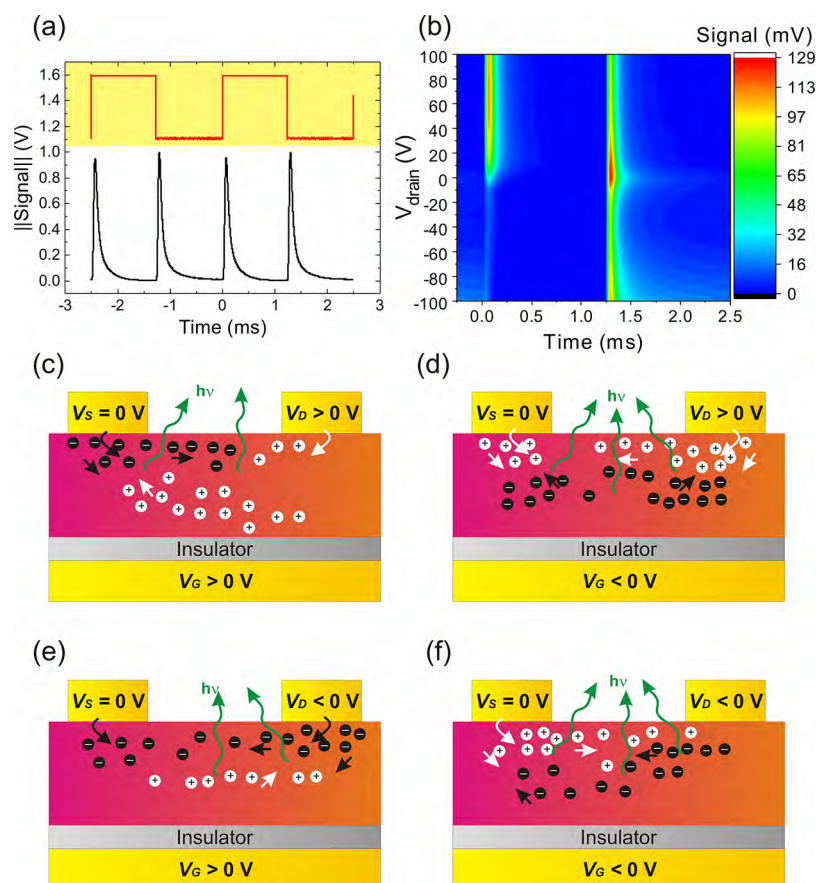 (a)
||Signal|| (V)
1.6
1.4
1.2
1.0
0.8
0.6
0.4
0.2
0.0
-3 -2 -1 0 1 2 3
Time (ms)
(b)
Signal (mV)
V_drain (V)
100
80
60
40
20
0
-20
-40
-60
-80
-100
0.0 0.5 1.0 1.5 2.0 2.5
Time (ms)
129
113
97
81
65
48
32
16
0
(c)
hν
V_S = 0 V
V_D > 0 V
Insulator
V_G > 0 V
(d)
hν
V_S = 0 V
V_D > 0 V
Insulator
V_G < 0 V
(e)
hν
V_S = 0 V
V_D < 0 V
Insulator
V_G > 0 V
(f)
hν
V_S = 0 V
V_D < 0 V
Insulator
V_G < 0 V